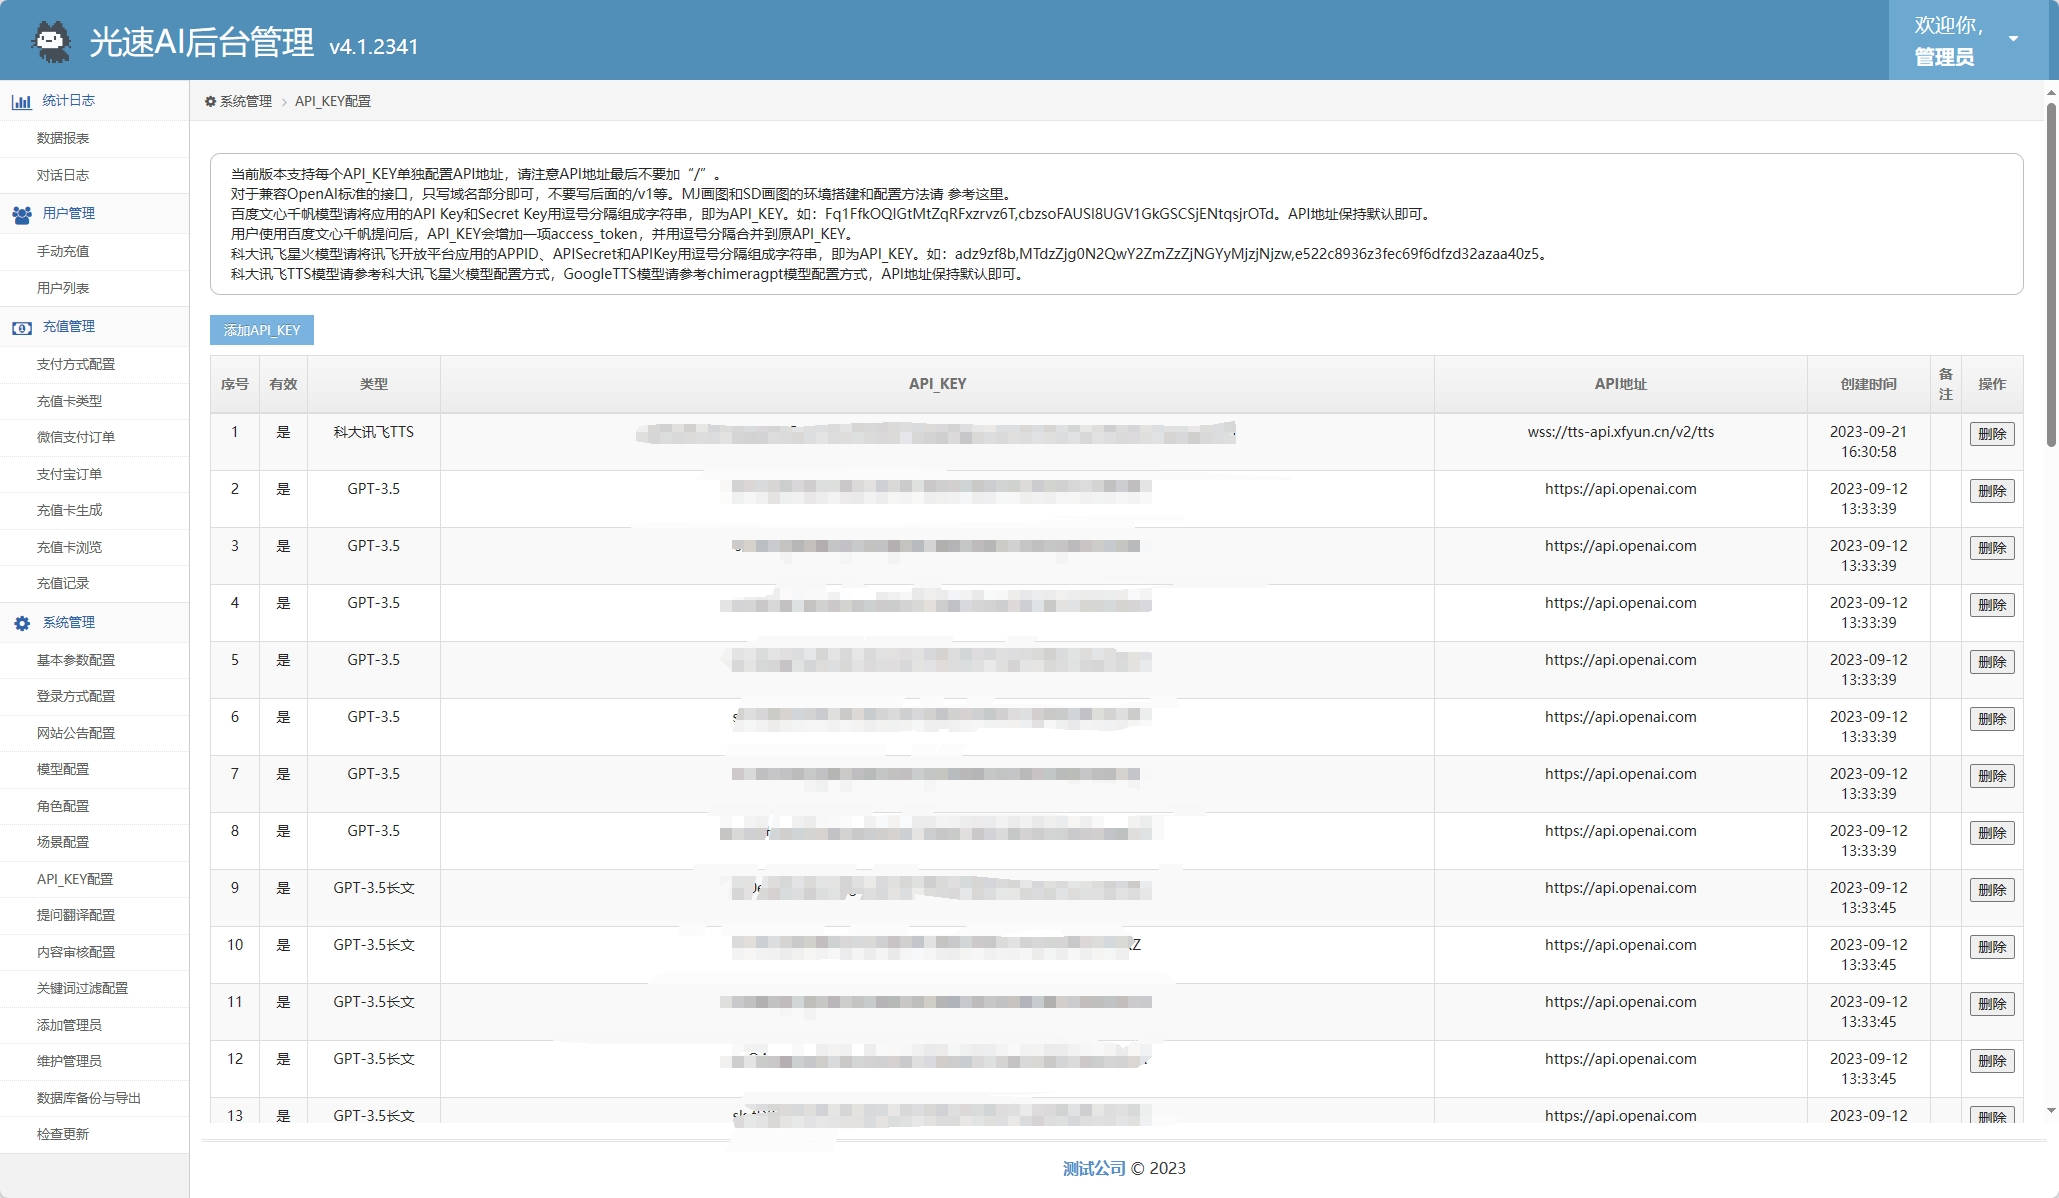 光速AI后台管理 v4.1.2341
欢迎你,
管理员
统计日志
数据报表
对话日志
用户管理
手动充值
用户列表
充值管理
支付方式配置
充值卡类型
微信支付订单
支付宝订单
充值卡生成
充值卡浏览
充值记录
系统管理
基本参数配置
登录方式配置
网站公告配置
模型配置
角色配置
场景配置
API_KEY配置
提问翻译配置
内容审核配置
关键词过滤配置
添加管理员
维护管理员
数据库备份与导出
检查更新
系统管理 > API_KEY配置
当前版本支持每个API_KEY单独配置API地址，请注意API地址最后不要加“/”。
对于兼容OpenAI标准的接口，只写域名部分即可，不要写后面的/v1等。MJ画图和SD画图的环境搭建和配置方法请 参考这里。
百度文心千帆模型请将应用的API Key和Secret Key用逗号分隔组成字符串，即为API_KEY。如：Fq1FfkOQIGtMtZqRFxzrvz6T,cbzsoFAUSI8UGV1GkGSCSjENtqsjrOTd。API地址保持默认即可。
用户使用百度文心千帆提问后，API_KEY会增加一项access_token，并用逗号分隔合并到原API_KEY。
科大讯飞星火模型请将讯飞开放平台应用的APPID、APISecret和APIKey用逗号分隔组成字符串，即为API_KEY。如：adz9zf8b,MTdzZjg0N2QwY2ZmZzZjNGYyMjzjNjzw,e522c8936z3fec69f6dfzd32azaa40z5。
科大讯飞TTS模型请参考科大讯飞星火模型配置方式，GoogleTTS模型请参考chimeragpt模型配置方式，API地址保持默认即可。
添加API_KEY
序号 有效 类型 API_KEY API地址 创建时间 备注 操作
1 是 科大讯飞TTS wss://tts-api.xfyun.cn/v2/tts 2023-09-21 16:30:58 删除
2 是 GPT-3.5 https://api.openai.com 2023-09-12 13:33:39 删除
3 是 GPT-3.5 https://api.openai.com 2023-09-12 13:33:39 删除
4 是 GPT-3.5 https://api.openai.com 2023-09-12 13:33:39 删除
5 是 GPT-3.5 https://api.openai.com 2023-09-12 13:33:39 删除
6 是 GPT-3.5 https://api.openai.com 2023-09-12 13:33:39 删除
7 是 GPT-3.5 https://api.openai.com 2023-09-12 13:33:39 删除
8 是 GPT-3.5 https://api.openai.com 2023-09-12 13:33:39 删除
9 是 GPT-3.5长文 https://api.openai.com 2023-09-12 13:33:45 删除
10 是 GPT-3.5长文 https://api.openai.com 2023-09-12 13:33:45 删除
11 是 GPT-3.5长文 https://api.openai.com 2023-09-12 13:33:45 删除
12 是 GPT-3.5长文 https://api.openai.com 2023-09-12 13:33:45 删除
13 是 GPT-3.5长文 https://api.openai.com 2023-09-12 删除
测试公司 © 2023